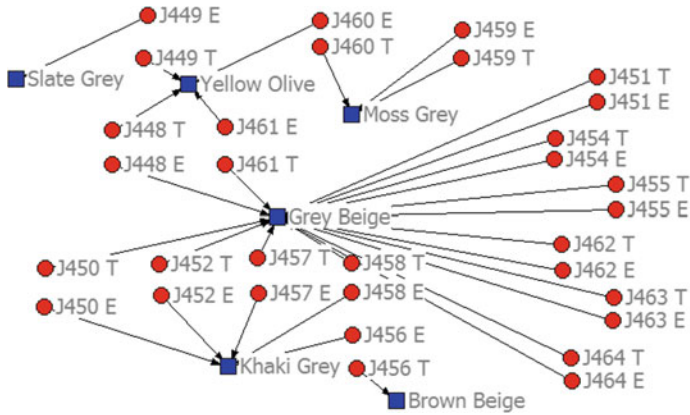 J449 E
J460 E
J459 E
J460 T
J449 T
J459 T
Slate Grey
Yellow Olive
J451 T
J451 E
Moss Grey
J448 T
J461 E
J454 T
J454 E
J448 E
J461 T
J455 T
J455 E
Grey Beige
J462 T
J450 T
J452 T
J457 T
J458 T
J462 E
J450 E
J452 E
J457 E
J458 E
J463 T
J463 E
J456 E
J464 T
Khaki Grey
J456 T
J464 E
Brown Beige